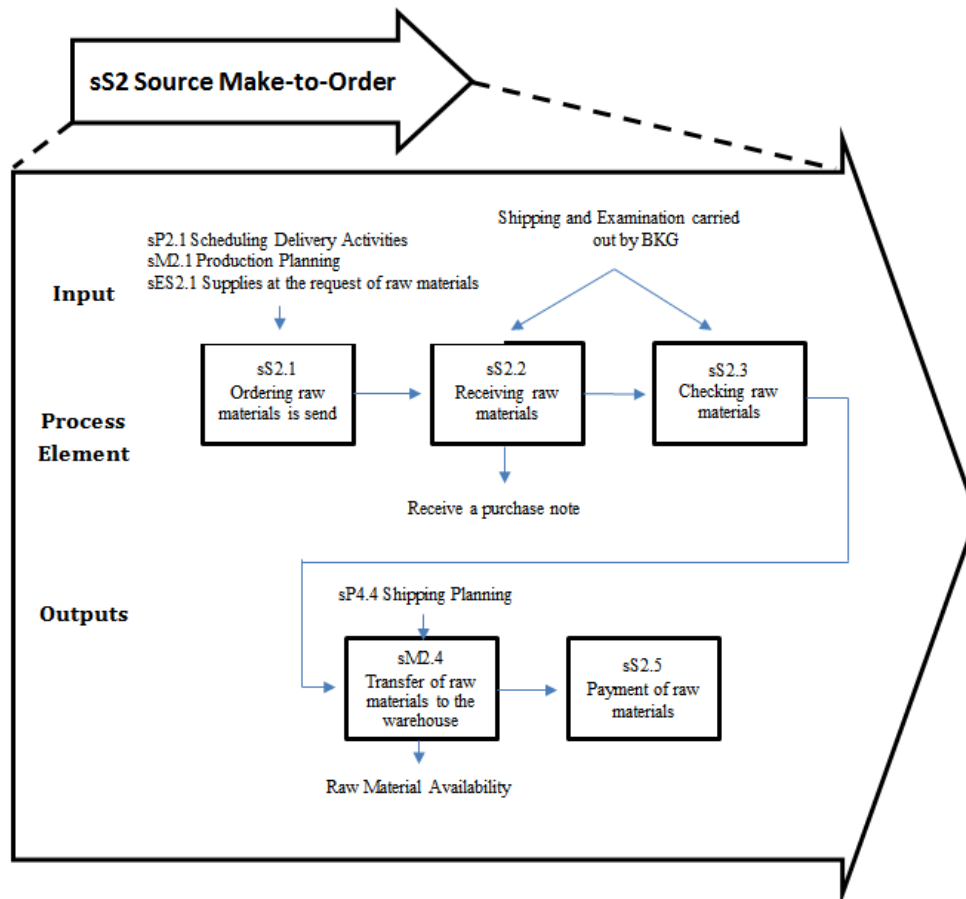 sS2 Source Make-to-Order
Shipping and Examination carried
out by BKG
sP2.1 Scheduling Delivery Activities
sM2.1 Production Planning
sES2.1 Supplies at the request of raw materials
Input
sS2.1
Ordering raw
materials is send
sS2.2
Receiving raw
materials
sS2.3
Checking raw
materials
Process
Element
Receive a purchase note
Outputs
sP4.4 Shipping Planning
sM2.4
Transfer of raw
materials to the
warehouse
sS2.5
Payment of raw
materials
Raw Material Availability